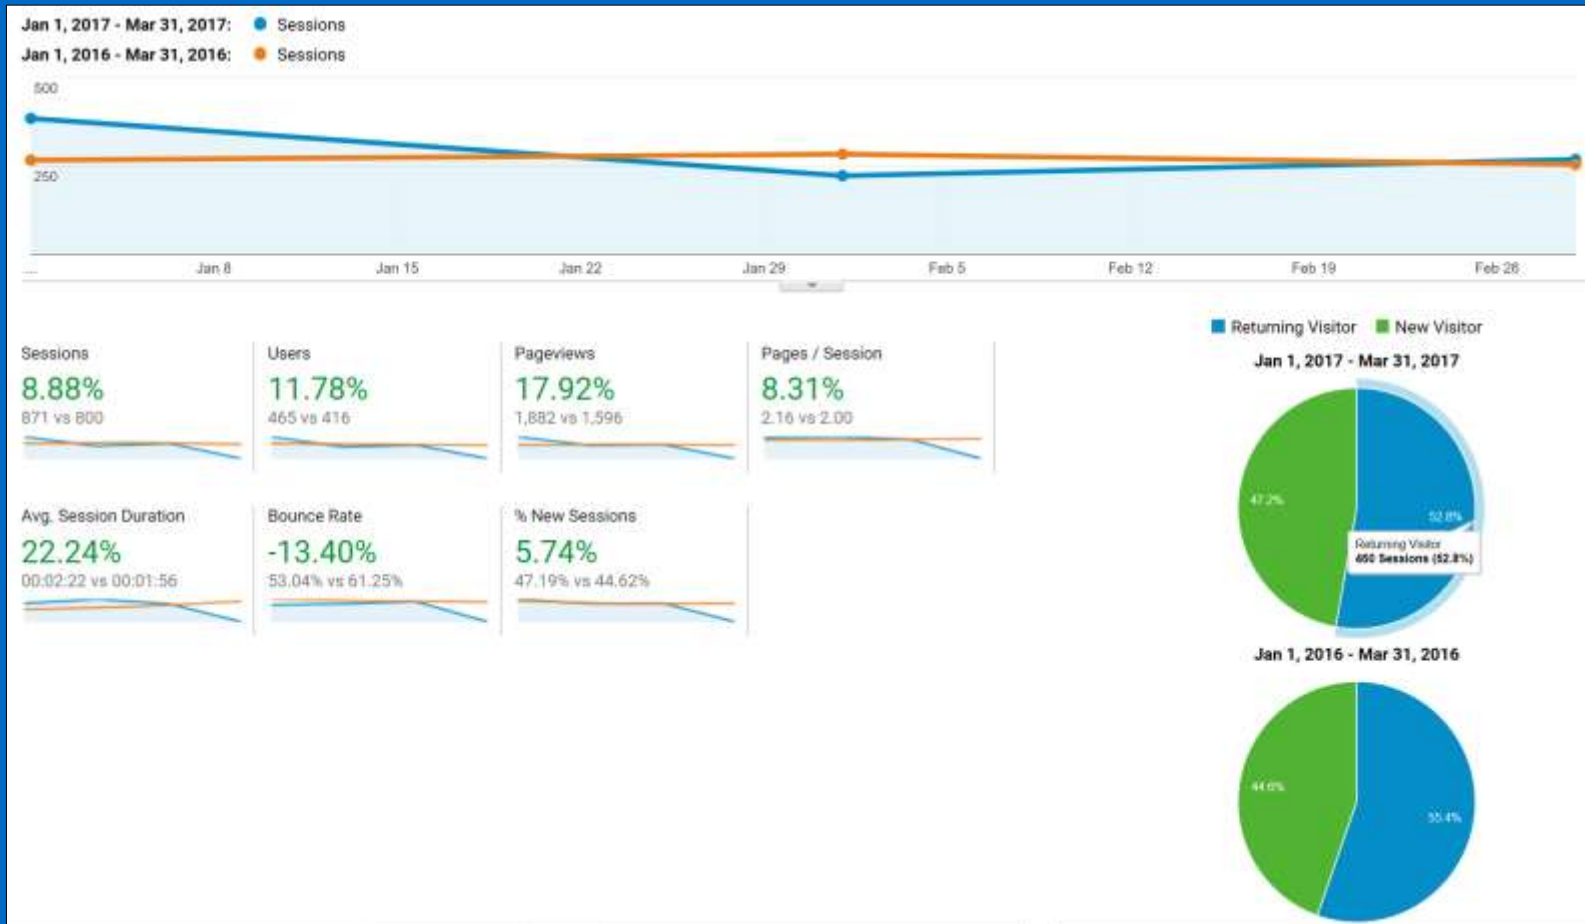 Jan 1, 2017 - Mar 31, 2017: Sessions
Jan 1, 2016 - Mar 31, 2016: Sessions
500
250
... Jan 8 Jan 15 Jan 22 Jan 29 Feb 5 Feb 12 Feb 19 Feb 26
Returning Visitor New Visitor
Jan 1, 2017 - Mar 31, 2017
Sessions
8.88%
871 vs 800
Users
11.78%
465 vs 416
Pageviews
17.92%
1,882 vs 1,596
Pages / Session
8.31%
2.16 vs 2.00
Avg. Session Duration
22.24%
00:02:22 vs 00:01:56
Bounce Rate
-13.40%
53.04% vs 61.25%
% New Sessions
5.74%
47.19% vs 44.62%
47.2%
52.8%
Returning Visitor
460 Sessions (52.8%)
Jan 1, 2016 - Mar 31, 2016
44.6%
55.4%